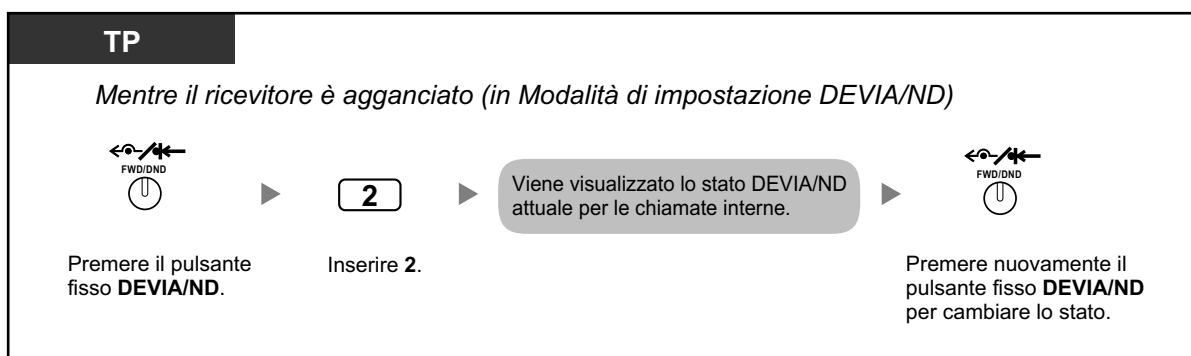 TP
Mentre il ricevitore è agganciato (in Modalità di impostazione DEVIA/ND)
FWD/DND
2
Viene visualizzato lo stato DEVIA/ND
attuale per le chiamate interne.
FWD/DND
Premere il pulsante
fisso DEVIA/ND.
Inserire 2.
Premere nuovamente il
pulsante fisso DEVIA/ND
per cambiare lo stato.